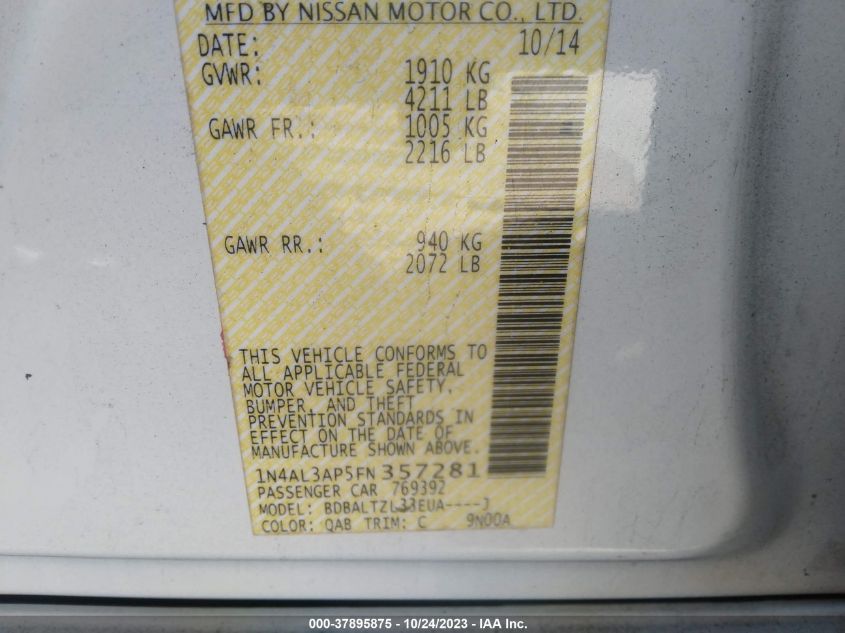 MFD BY NISSAN MOTOR CO., LTD.
DATE: 10/14
GVWR: 1910 KG
4211 LB
GAWR FR.: 1005 KG
2216 LB
GAWR RR.: 940 KG
2072 LB
THIS VEHICLE CONFORMS TO
ALL APPLICABLE FEDERAL
MOTOR VEHICLE SAFETY,
BUMPER, AND THEFT
PREVENTION STANDARDS IN
EFFECT ON THE DATE OF
MANUFACTURE SHOWN ABOVE.
1N4AL3AP5FN357281
PASSENGER CAR 769392
MODEL: BDBALTZL33EUA----J
COLOR: QAB TRIM: C 9N00A
000-37895875 - 10/24/2023 - IAA Inc.